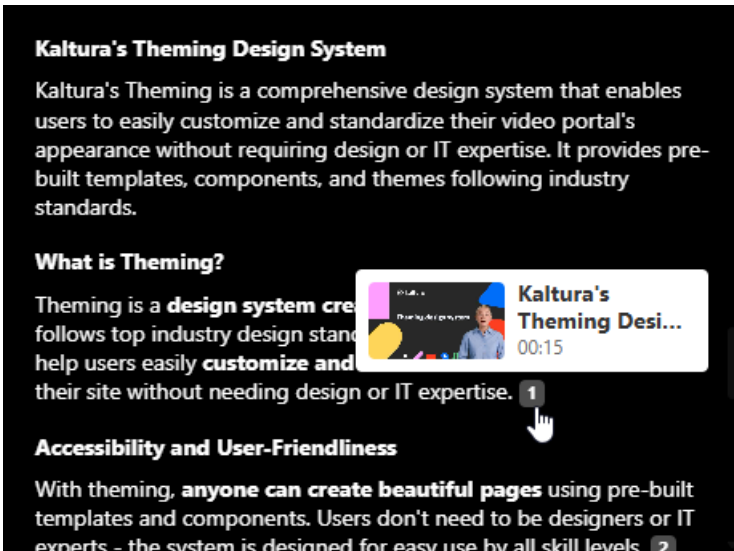 Kaltura's Theming Design System
Kaltura's Theming is a comprehensive design system that enables
users to easily customize and standardize their video portal's
appearance without requiring design or IT expertise. It provides pre-
built templates, components, and themes following industry
standards.
What is Theming?
Theming is a design system cre
follows top industry design stand
help users easily customize and
their site without needing design or IT expertise. 1
Kaltura's
Theming Desi...
00:15
kaltura
Theming design system
Accessibility and User-Friendliness
With theming, anyone can create beautiful pages using pre-built
templates and components. Users don't need to be designers or IT
experts - the system is designed for easy use by all skill levels. 2